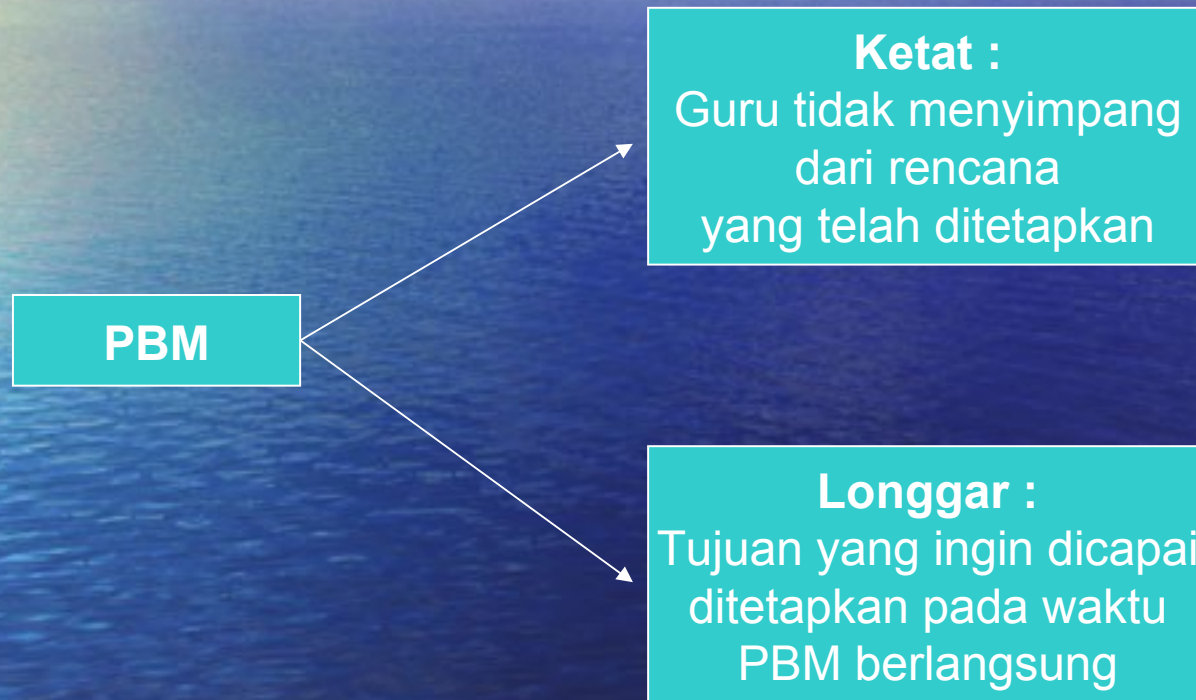 PBM
Ketat :
Guru tidak menyimpang
dari rencana
yang telah ditetapkan
Longgar :
Tujuan yang ingin dicapai
ditetapkan pada waktu
PBM berlangsung